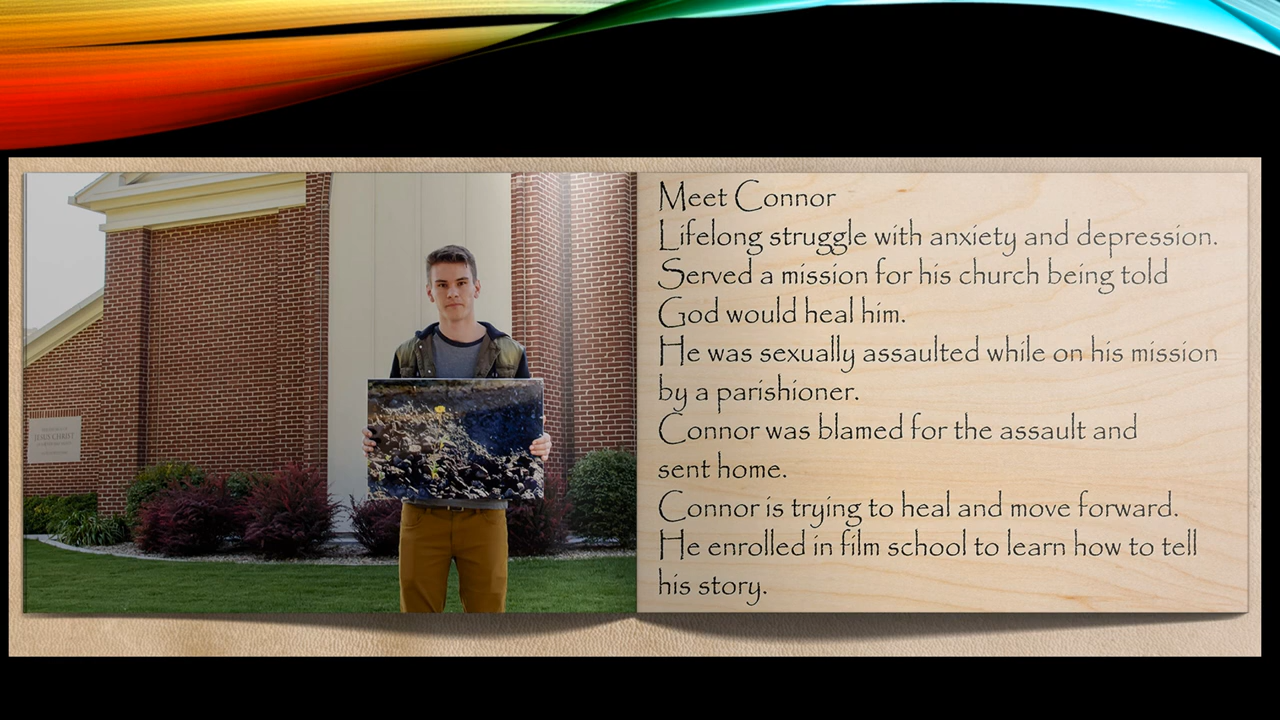 Meet Connor
Lifelong struggle with anxiety and depression.
Served a mission for his church being told
God would heal him.
He was sexually assaulted while on his mission
by a parishioner.
Connor was blamed for the assault and
sent home.
Connor is trying to heal and move forward.
He enrolled in film school to learn how to tell
his story.
JESUS CHRIST